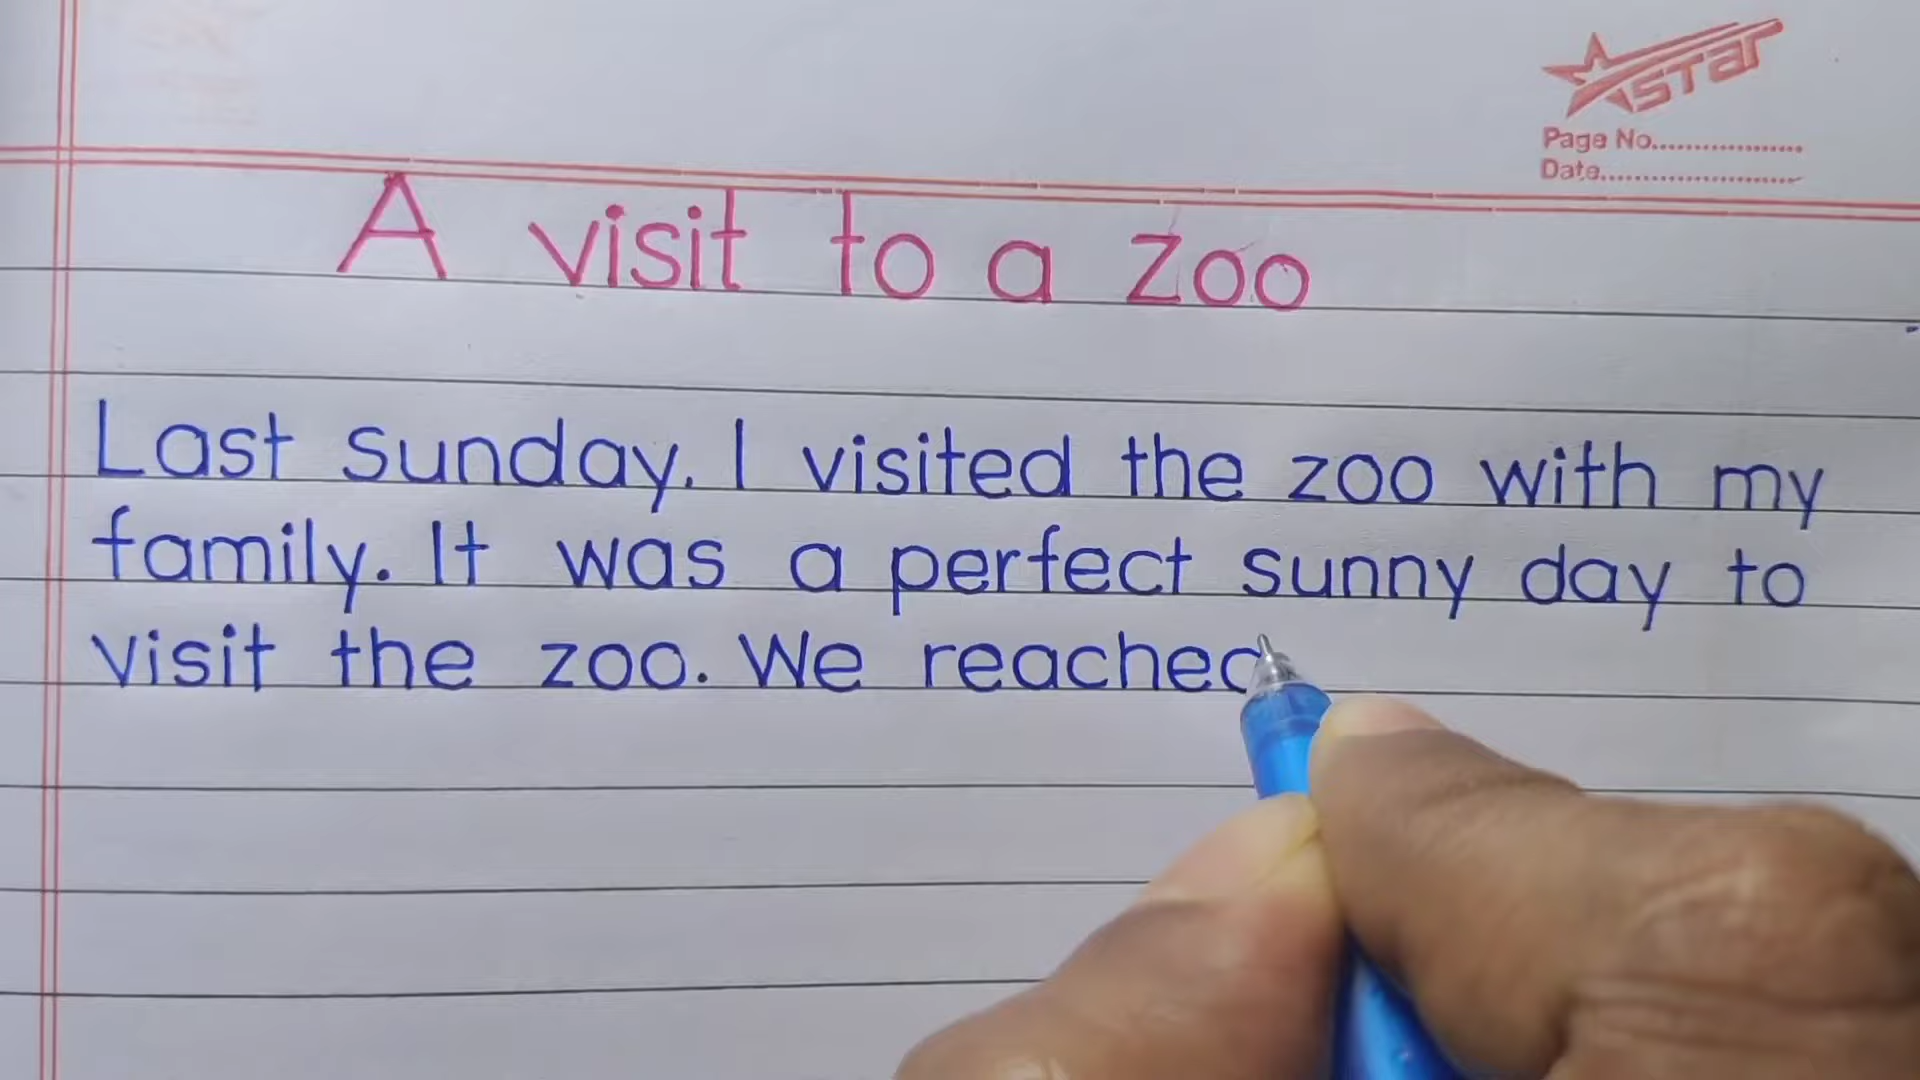 STAR
Page No..................
Date........................
A visit to a zoo
Last sunday. I visited the zoo with my
family. It was a perfect sunny day to
visit the zoo. We reached